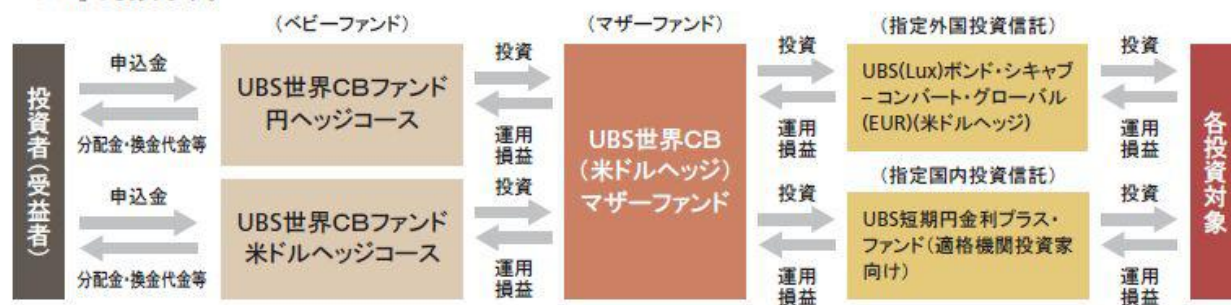 (ベビーファンド)
(マザーファンド)
(指定外国投資信託)
投資者(受益者)
申込金
分配金・換金代金等
UBS世界CBファンド
円ヘッジコース
投資
運用
損益
申込金
分配金・換金代金等
UBS世界CBファンド
米ドルヘッジコース
投資
運用
損益
UBS世界CB
(米ドルヘッジ)
マザーファンド
投資
運用
損益
UBS(Lux)ボンド・シキャブ
– コンバート・グローバル
(EUR)(米ドルヘッジ)
投資
運用
損益
(指定国内投資信託)
投資
運用
損益
UBS短期円金利プラス・
ファンド(適格機関投資家
向け)
投資
運用
損益
各投資対象